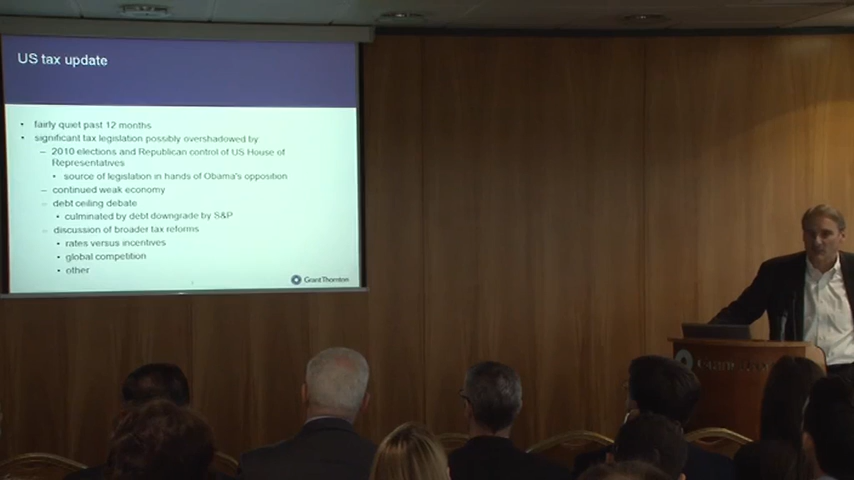 US tax update
• fairly quiet past 12 months
• significant tax legislation possibly overshadowed by
– 2010 elections and Republican control of US House of
Representatives
• source of legislation in hands of Obama's opposition
– continued weak economy
– debt ceiling debate
• culminated by debt downgrade by S&P
– discussion of broader tax reforms
• rates versus incentives
• global competition
• other
Grant Thornton